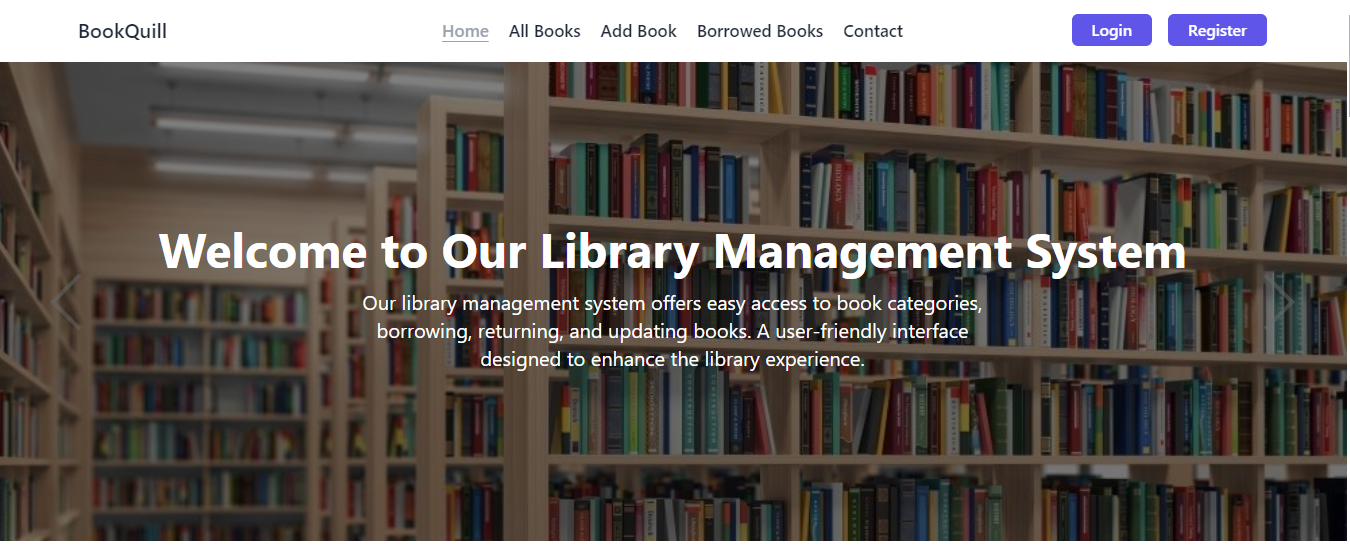 BookQuill
Home
All Books
Add Book
Borrowed Books
Contact
Login
Register
Welcome to Our Library Management System
Our library management system offers easy access to book categories,
borrowing, returning, and updating books. A user-friendly interface
designed to enhance the library experience.